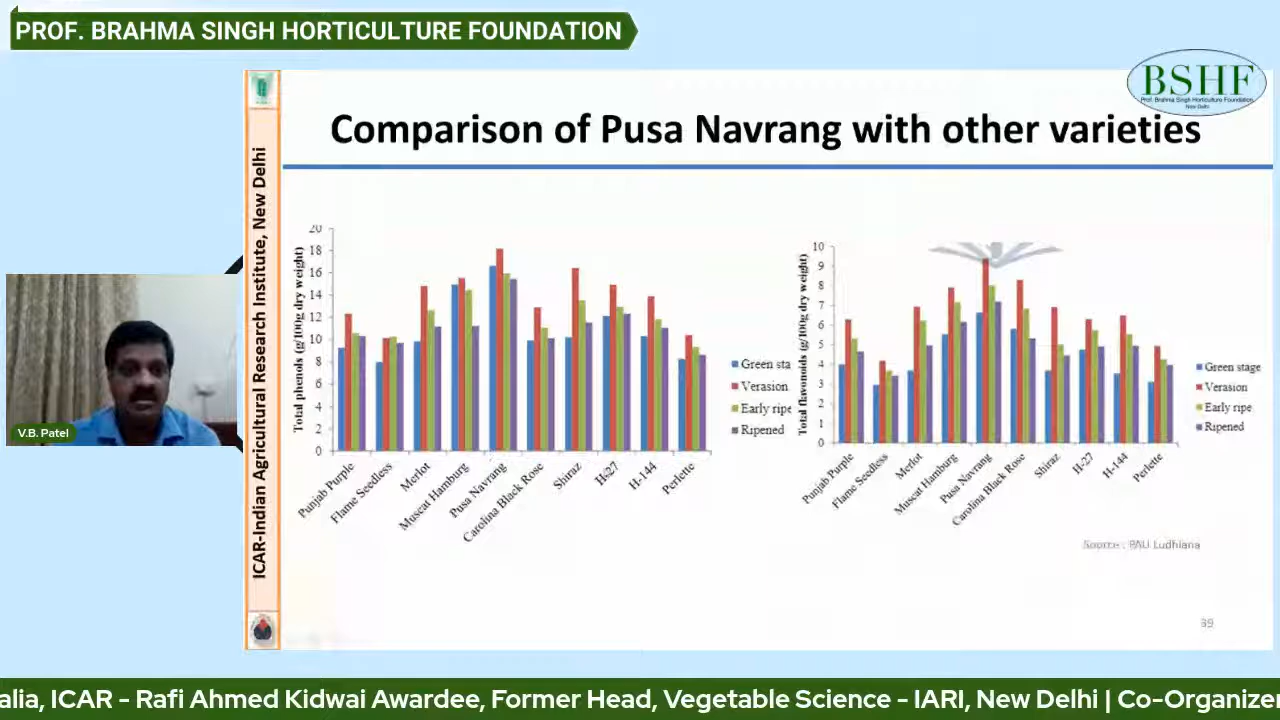 PROF. BRAHMA SINGH HORTICULTURE FOUNDATION
BSHF
Prof. Brahma Singh Horticulture Foundation
New Delhi
Comparison of Pusa Navrang with other varieties
ICAR-Indian Agricultural Research Institute, New Delhi
Total phenols (g/100g dry weight)
20
18
16
14
12
10
8
6
4
2
0
Punjab Purple
Flame Seedless
Merlot
Muscat Hamburg
Pusa Navrang
Carolina Black Rose
Shiraz
H-27
H-144
Perlette
Green sta
Verasion
Early ripe
Ripened
Total flavonoids (g/100g dry weight)
10
9
8
7
6
5
4
3
2
1
0
Punjab Purple
Flame Seedless
Merlot
Muscat Hamburg
Pusa Navrang
Carolina Black Rose
Shiraz
H-27
H-144
Perlette
Green stage
Verasion
Early ripe
Ripened
Source: PAU Ludhiana
39
V.B. Patel
alia, ICAR - Rafi Ahmed Kidwai Awardee, Former Head, Vegetable Science - IARI, New Delhi | Co-Organize